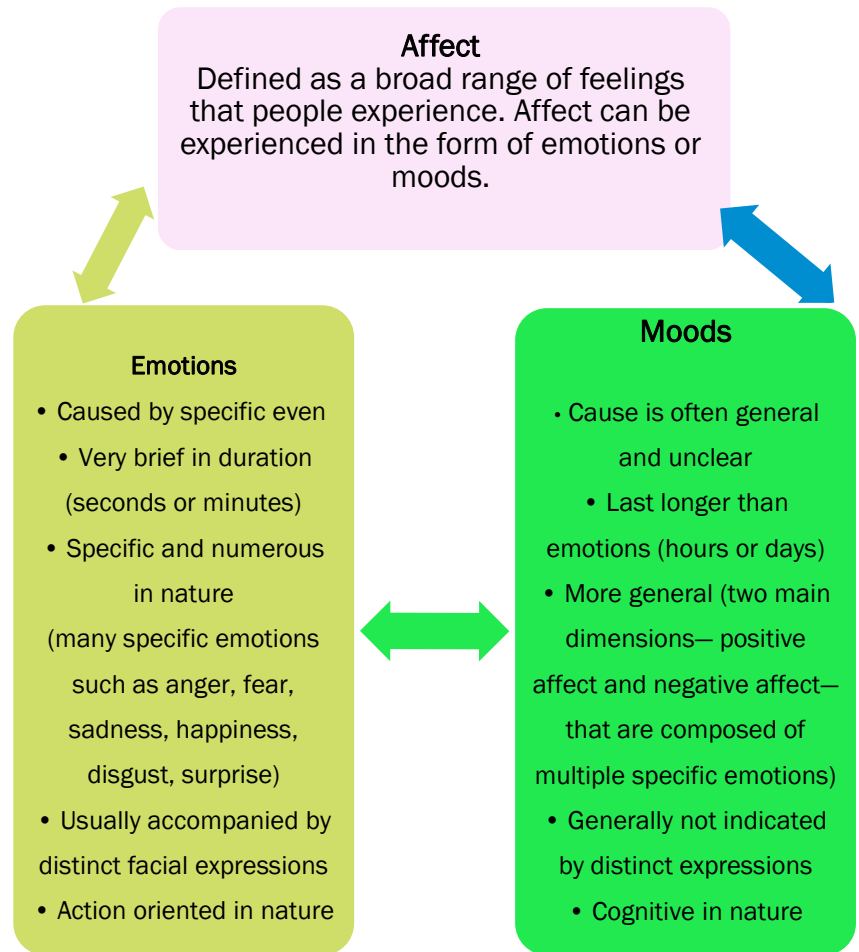 Affect
Defined as a broad range of feelings
that people experience. Affect can be
experienced in the form of emotions or
moods.
Emotions
• Caused by specific even
• Very brief in duration
(seconds or minutes)
• Specific and numerous
in nature
(many specific emotions
such as anger, fear,
sadness, happiness,
disgust, surprise)
• Usually accompanied by
distinct facial expressions
• Action oriented in nature
Moods
• Cause is often general
and unclear
• Last longer than
emotions (hours or days)
• More general (two main
dimensions— positive
affect and negative affect—
that are composed of
multiple specific emotions)
• Generally not indicated
by distinct expressions
• Cognitive in nature